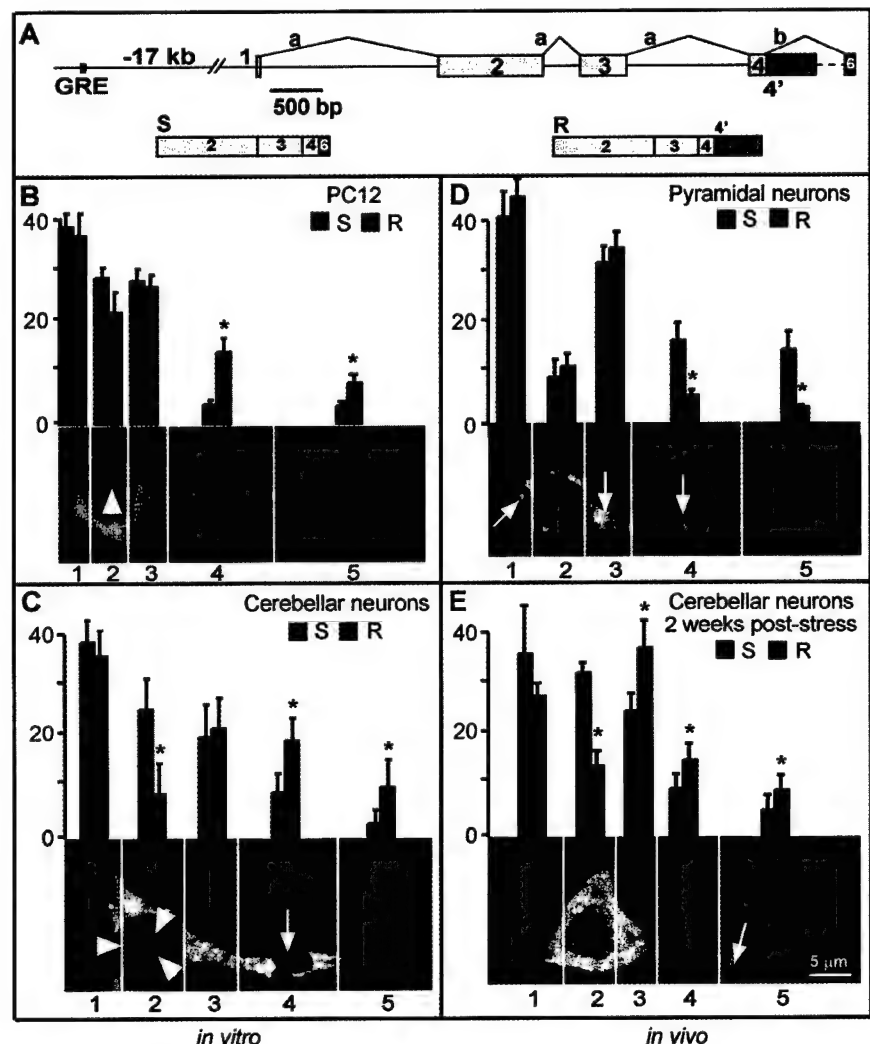 A
-17 kb
GRE
1 a a a b
2 3 4 6
4'
500 bp
S
2 3 4 6
R 4'
2 3 4
B
PC12
S R
40
20
0
* *
1 2 3 4 5
D
Pyramidal neurons
S R
40
20
0
* *
1 2 3 4 5
C
Cerebellar neurons
S R
40
20
0
* * *
1 2 3 4 5
in vitro
E
Cerebellar neurons
2 weeks post-stress
S R
40
20
0
* * * *
5 µm
1 2 3 4 5
in vivo